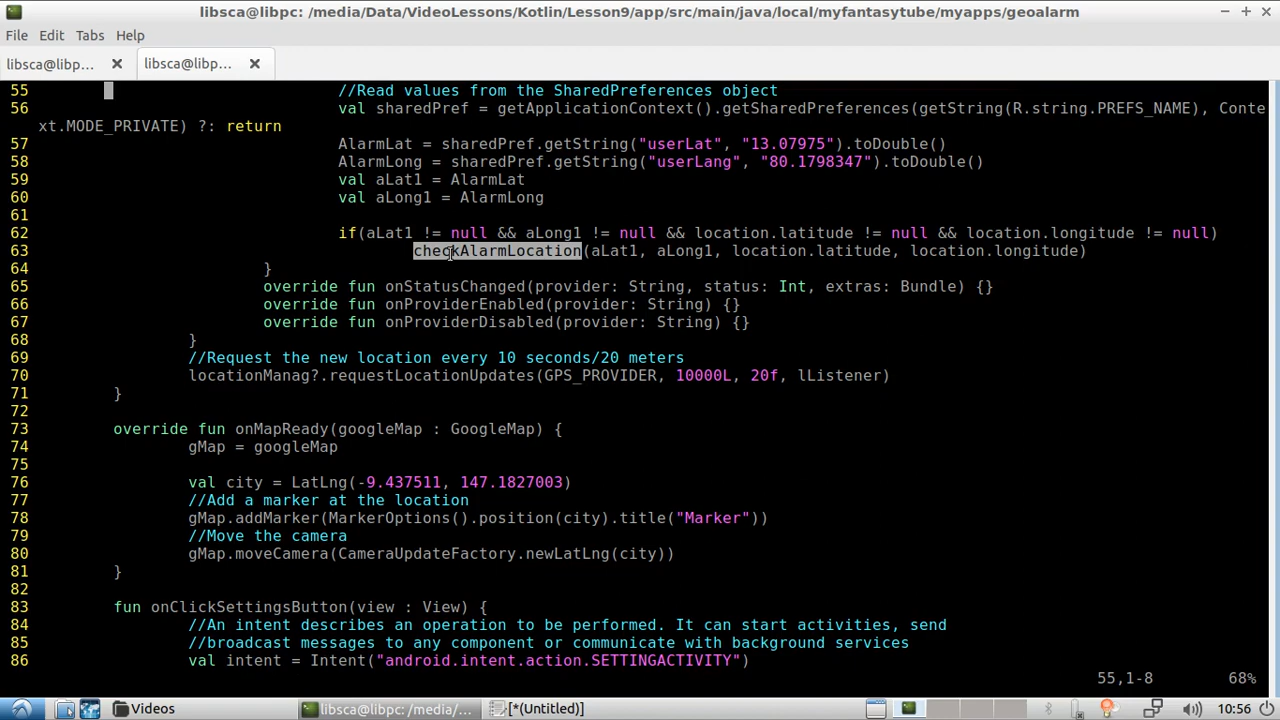 libsca@libpc: /media/Data/VideoLessons/Kotlin/Lesson9/app/src/main/java/local/myfantasytube/myapps/geoalarm
File Edit Tabs Help
libsca@libp... libsca@libp...
55 //Read values from the SharedPreferences object
56 val sharedPref = getApplicationContext().getSharedPreferences(getString(R.string.PREFS_NAME), Conte
xt.MODE_PRIVATE) ?: return
57 AlarmLat = sharedPref.getString("userLat", "13.07975").toDouble()
58 AlarmLong = sharedPref.getString("userLang", "80.1798347").toDouble()
59 val aLat1 = AlarmLat
60 val aLong1 = AlarmLong
61
62 if(aLat1 != null && aLong1 != null && location.latitude != null && location.longitude != null)
63 checkAlarmLocation(aLat1, aLong1, location.latitude, location.longitude)
64 }
65 override fun onStatusChanged(provider: String, status: Int, extras: Bundle) {}
66 override fun onProviderEnabled(provider: String) {}
67 override fun onProviderDisabled(provider: String) {}
68 }
69 //Request the new location every 10 seconds/20 meters
70 locationManag?.requestLocationUpdates(GPS_PROVIDER, 10000L, 20f, lListener)
71 }
72
73 override fun onMapReady(googleMap : GoogleMap) {
74 gMap = googleMap
75
76 val city = LatLng(-9.437511, 147.1827003)
77 //Add a marker at the location
78 gMap.addMarker(MarkerOptions().position(city).title("Marker"))
79 //Move the camera
80 gMap.moveCamera(CameraUpdateFactory.newLatLng(city))
81 }
82
83 fun onClickSettingsButton(view : View) {
84 //An intent describes an operation to be performed. It can start activities, send
85 //broadcast messages to any component or communicate with background services
86 val intent = Intent("android.intent.action.SETTINGACTIVITY")
55,1-8 68%
Videos libsca@libpc: /media/... [*(Untitled)] 10:56